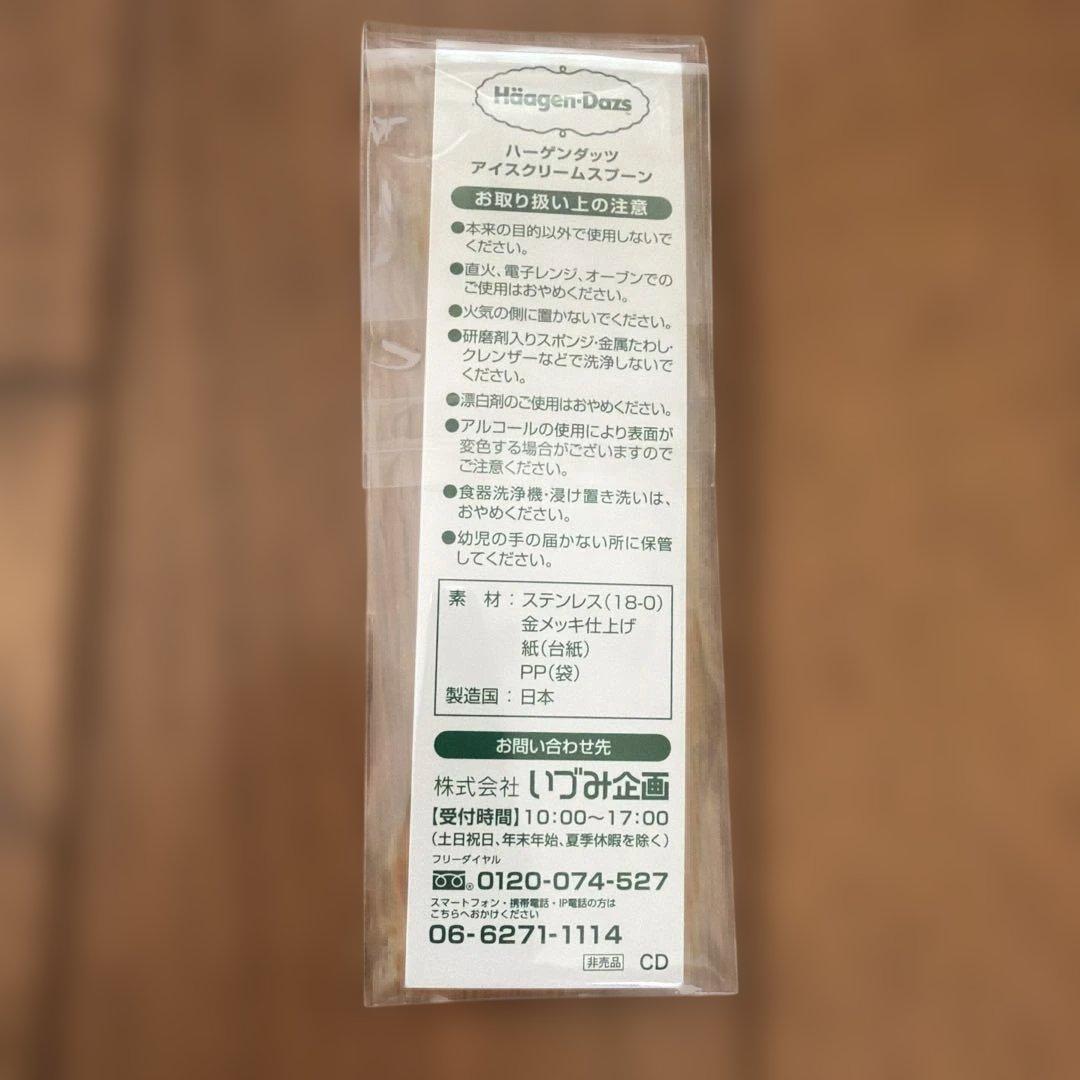 Häagen-Dazs
ハーゲンダッツ
アイスクリームスプーン
お取り扱い上の注意
●本来の目的以外で使用しないで
ください。
●直火、電子レンジ、オーブンでの
ご使用はおやめください。
●火気の側に置かないでください。
●研磨剤入りスポンジ・金属たわし・
クレンザーなどで洗浄しないで
ください。
●漂白剤のご使用はおやめください。
●アルコールの使用により表面が
変色する場合がございますので
ご注意ください。
●食器洗浄機・浸け置き洗いは、
おやめください。
●幼児の手の届かない所に保管
してください。
素 材：ステンレス（18-0）
金メッキ仕上げ
紙（台紙）
PP（袋）
製造国：日本
お問い合わせ先
株式会社 いづみ企画
【受付時間】10：00～17：00
（土日祝日、年末年始、夏季休暇を除く）
フリーダイヤル
®0120-074-527
スマートフォン・携帯電話・IP電話の方は
こちらへおかけください
06-6271-1114
非売品 CD